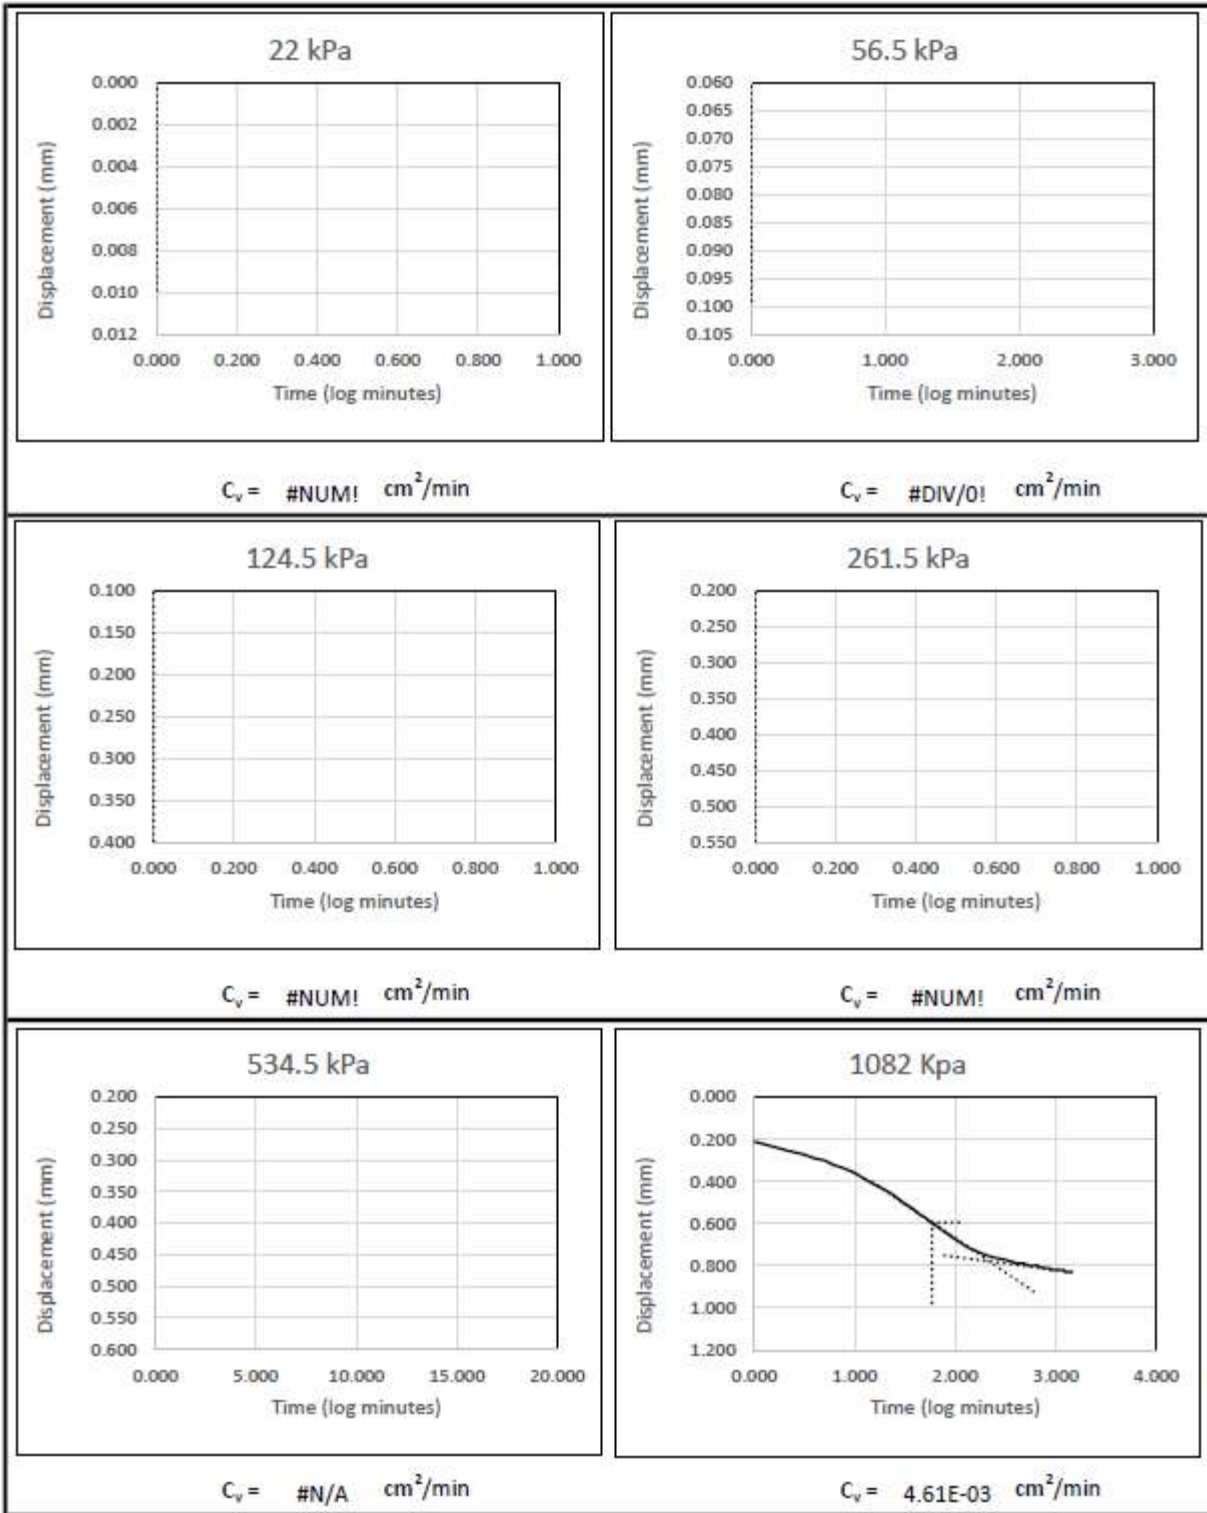 22 kPa
Displacement (mm)
0.000
0.002
0.004
0.006
0.008
0.010
0.012
0.000 0.200 0.400 0.600 0.800 1.000
Time (log minutes)
Cv = #NUM! cm²/min
56.5 kPa
Displacement (mm)
0.060
0.065
0.070
0.075
0.080
0.085
0.090
0.095
0.100
0.105
0.000 1.000 2.000 3.000
Time (log minutes)
Cv = #DIV/0! cm²/min
124.5 kPa
Displacement (mm)
0.100
0.150
0.200
0.250
0.300
0.350
0.400
0.000 0.200 0.400 0.600 0.800 1.000
Time (log minutes)
Cv = #NUM! cm²/min
261.5 kPa
Displacement (mm)
0.200
0.250
0.300
0.350
0.400
0.450
0.500
0.550
0.000 0.200 0.400 0.600 0.800 1.000
Time (log minutes)
Cv = #NUM! cm²/min
534.5 kPa
Displacement (mm)
0.200
0.250
0.300
0.350
0.400
0.450
0.500
0.550
0.600
0.000 5.000 10.000 15.000 20.000
Time (log minutes)
Cv = #N/A cm²/min
1082 Kpa
Displacement (mm)
0.000
0.200
0.400
0.600
0.800
1.000
1.200
0.000 1.000 2.000 3.000 4.000
Time (log minutes)
Cv = 4.61E-03 cm²/min